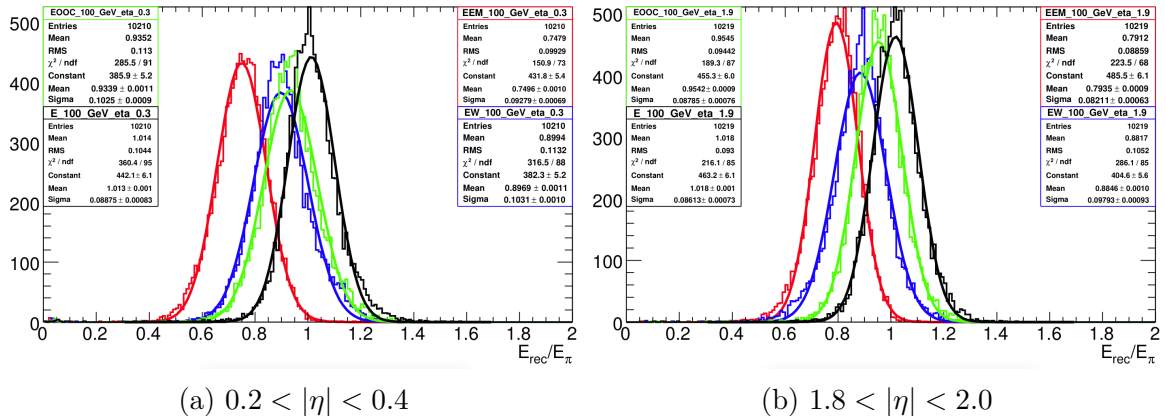 EOOC_100_GeV_eta_0.3
Entries 10210
Mean 0.9352
RMS 0.113
χ² / ndf 285.5 / 91
Constant 385.9 ± 5.2
Mean 0.9339 ± 0.0011
Sigma 0.1025 ± 0.0009
E_100_GeV_eta_0.3
Entries 10210
Mean 1.014
RMS 0.1044
χ² / ndf 360.4 / 95
Constant 442.1 ± 6.1
Mean 1.013 ± 0.001
Sigma 0.08875 ± 0.00083
EEM_100_GeV_eta_0.3
Entries 10210
Mean 0.7479
RMS 0.09929
χ² / ndf 150.9 / 73
Constant 431.8 ± 5.4
Mean 0.7496 ± 0.0010
Sigma 0.09279 ± 0.00069
EW_100_GeV_eta_0.3
Entries 10210
Mean 0.8994
RMS 0.1132
χ² / ndf 316.5 / 88
Constant 382.3 ± 5.2
Mean 0.8969 ± 0.0011
Sigma 0.1031 ± 0.0010
500
400
300
200
100
0
0 0.2 0.4 0.6 0.8 1 1.2 1.4 1.6 1.8 2
E_rec/E_π
(a) 0.2 < |η| < 0.4
EOOC_100_GeV_eta_1.9
Entries 10219
Mean 0.9545
RMS 0.09442
χ² / ndf 189.3 / 87
Constant 455.3 ± 6.0
Mean 0.9542 ± 0.0009
Sigma 0.08785 ± 0.00076
E_100_GeV_eta_1.9
Entries 10219
Mean 1.018
RMS 0.093
χ² / ndf 216.1 / 85
Constant 463.2 ± 6.1
Mean 1.018 ± 0.001
Sigma 0.08613 ± 0.00073
EEM_100_GeV_eta_1.9
Entries 10219
Mean 0.7912
RMS 0.08859
χ² / ndf 223.5 / 68
Constant 485.5 ± 6.1
Mean 0.7935 ± 0.0009
Sigma 0.08211 ± 0.00063
EW_100_GeV_eta_1.9
Entries 10219
Mean 0.8817
RMS 0.1052
χ² / ndf 286.1 / 85
Constant 404.6 ± 5.6
Mean 0.8846 ± 0.0010
Sigma 0.09793 ± 0.00093
500
400
300
200
100
0
0 0.2 0.4 0.6 0.8 1 1.2 1.4 1.6 1.8 2
E_rec/E_π
(b) 1.8 < |η| < 2.0